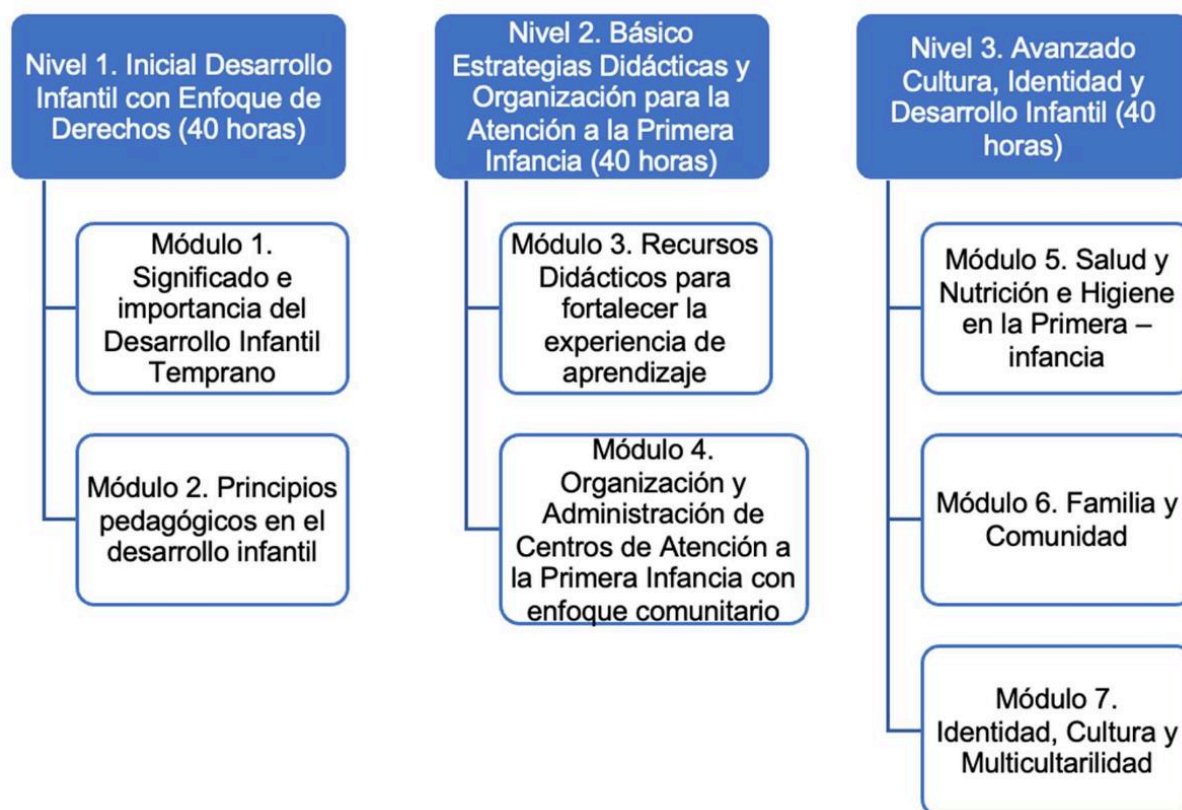 Nivel 1. Inicial Desarrollo
Infantil con Enfoque de
Derechos (40 horas)
Módulo 1.
Significado e
importancia del
Desarrollo Infantil
Temprano
Módulo 2. Principios
pedagógicos en el
desarrollo infantil
Nivel 2. Básico
Estrategias Didácticas y
Organización para la
Atención a la Primera
Infancia (40 horas)
Módulo 3. Recursos
Didácticos para
fortalecer la
experiencia de
aprendizaje
Módulo 4.
Organización y
Administración de
Centros de Atención a
la Primera Infancia con
enfoque comunitario
Nivel 3. Avanzado
Cultura, Identidad y
Desarrollo Infantil (40
horas)
Módulo 5. Salud y
Nutrición e Higiene
en la Primera –
infancia
Módulo 6. Familia y
Comunidad
Módulo 7.
Identidad, Cultura y
Multicultarilidad